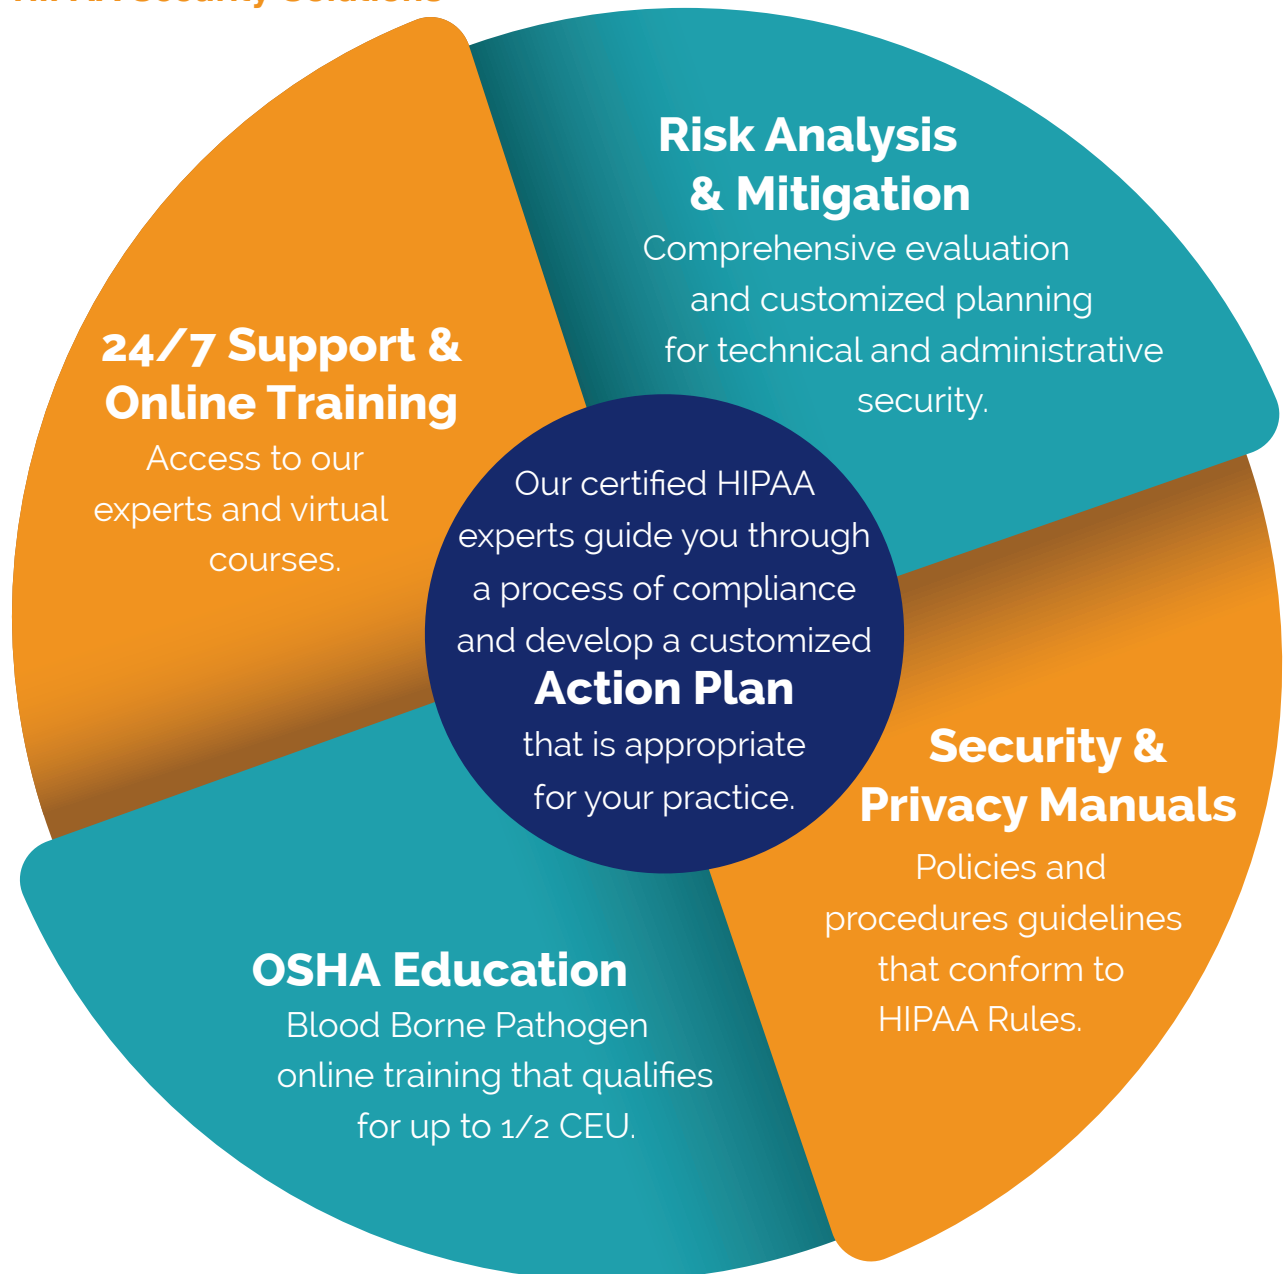 HIPAA Security Solutions
Risk Analysis
& Mitigation
Comprehensive evaluation
and customized planning
for technical and administrative
security.
24/7 Support &
Online Training
Access to our
experts and virtual
courses.
Our certified HIPAA
experts guide you through
a process of compliance
and develop a customized
Action Plan
that is appropriate
for your practice.
Security &
Privacy Manuals
Policies and
procedures guidelines
that conform to
HIPAA Rules.
OSHA Education
Blood Borne Pathogen
online training that qualifies
for up to 1/2 CEU.